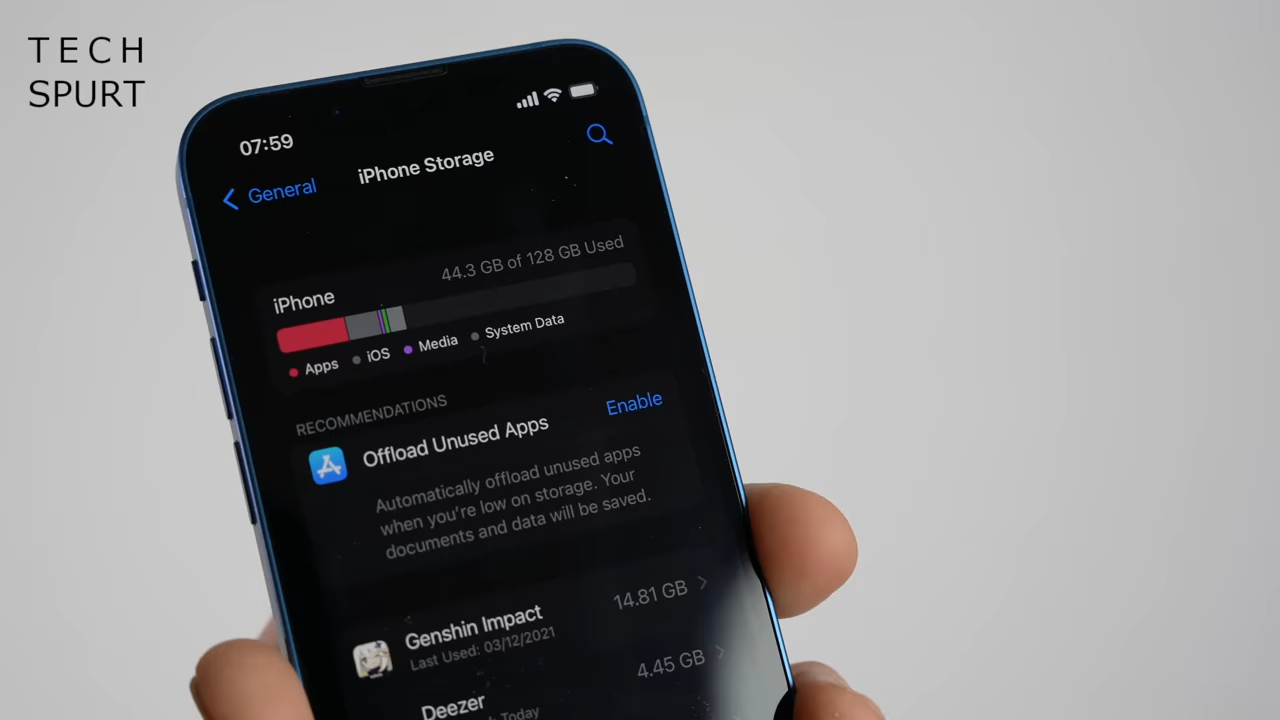 TECH
SPURT
07:59
General
iPhone Storage
iPhone
44.3 GB of 128 GB Used
Apps
iOS
Media
System Data
RECOMMENDATIONS
Offload Unused Apps
Enable
Automatically offload unused apps
when you're low on storage. Your
documents and data will be saved.
Genshin Impact
14.81 GB
Last Used: 03/12/2021
Deezer
4.45 GB
Today